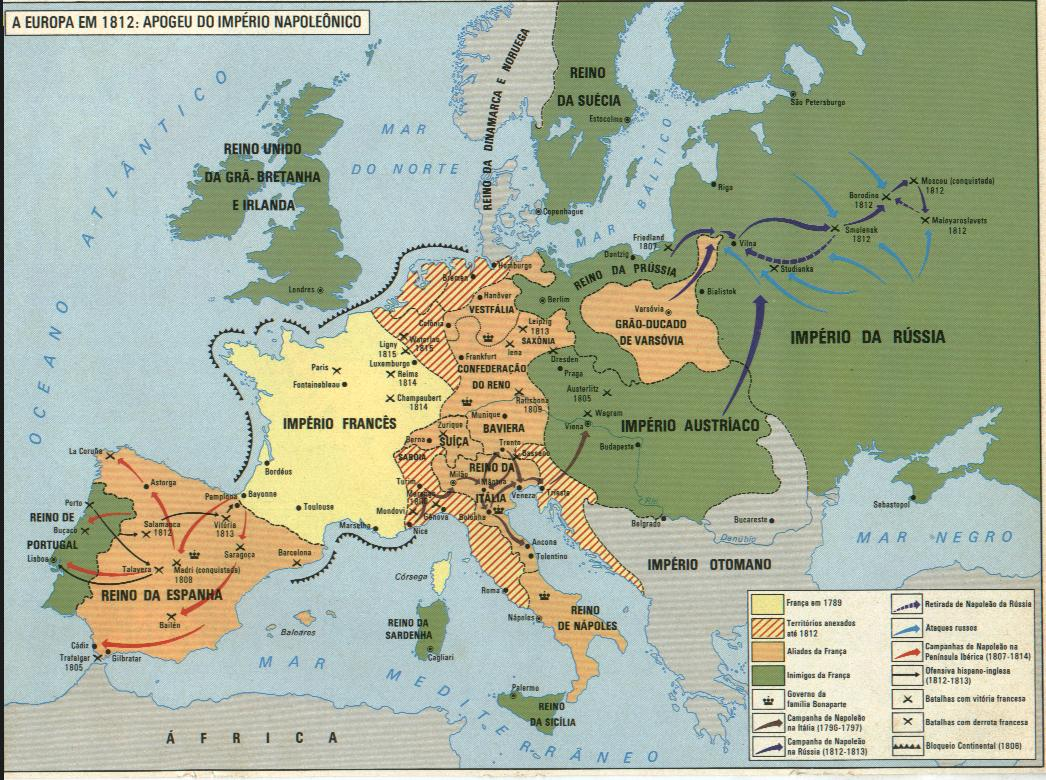 A EUROPA EM 1812: APOGEU DO IMPÉRIO NAPOLEÔNICO
OCEANO ATLÂNTICO
MAR
DO NORTE
REINO UNIDO
DA GRÃ-BRETANHA
E IRLANDA
Londres
REINO DA DINAMARCA E NORUEGA
REINO
DA SUÉCIA
Estocolmo
Copenhague
MAR BÁLTICO
São Petersburgo
Riga
Moscou (conquistada)
1812
Borodino
1812
Maloyaroslavets
1812
Smolensk
1812
Vilna
Studianka
Friedland
1807
Dantzig
REINO DA PRÚSSIA
Bialistok
Berlim
Varsóvia
GRÃO-DUCADO
DE VARSÓVIA
IMPÉRIO DA RÚSSIA
Hamburgo
Bremen
Hanôver
VESTFÁLIA
Colônia
Leipzig
1813
SAXÔNIA
Iena
Dresden
Ligny
1815
Waterloo
1815
Luxemburgo
Frankfurt
CONFEDERAÇÃO
DO RENO
Praga
Paris
Reims
1814
Fontainebleau
Champaubert
1814
Austerlitz
1805
Ratisbona
1809
Wagram
Viena
Munique
BAVIERA
IMPÉRIO FRANCÊS
IMPÉRIO AUSTRÍACO
Budapeste
Zurique
Berna
SUÍÇA
SABÓIA
Trento
Bassano
REINO DA
ITÁLIA
Milão
Mântua
Veneza
Trieste
Turim
Marengo
1800
Mondovi
Gênova
Bolonha
Nice
Bordéus
Bayonne
Toulouse
Marselha
La Coruña
Astorga
Pamplona
Porto
REINO DE
PORTUGAL
Buçaco
Lisboa
Salamanca
1812
Vitória
1813
Saragoça
Barcelona
Talavera
Madri (conquistada)
1808
REINO DA ESPANHA
Bailén
Cádiz
Trafalgar
1805
Gilbratar
Baleares
Córsega
REINO DA
SARDENHA
Cagliari
Ancona
Tolentino
Roma
Nápoles
REINO
DE NÁPOLES
Palermo
REINO
DA SICÍLIA
Belgrado
Bucareste
Danúbio
IMPÉRIO OTOMANO
Sebastopol
MAR NEGRO
MAR MEDITERRÂNEO
ÁFRICA
França em 1789
Territórios anexados
até 1812
Aliados da França
Inimigos da França
Governo da
família Bonaparte
Campanha de Napoleão
na Itália (1796-1797)
Campanha de Napoleão
na Rússia (1812-1813)
Retirada de Napoleão da Rússia
Ataques russos
Campanhas de Napoleão na
Península Ibérica (1807-1814)
Ofensiva hispano-inglesa
(1812-1813)
Batalhas com vitória francesa
Batalhas com derrota francesa
Bloqueio Continental (1806)